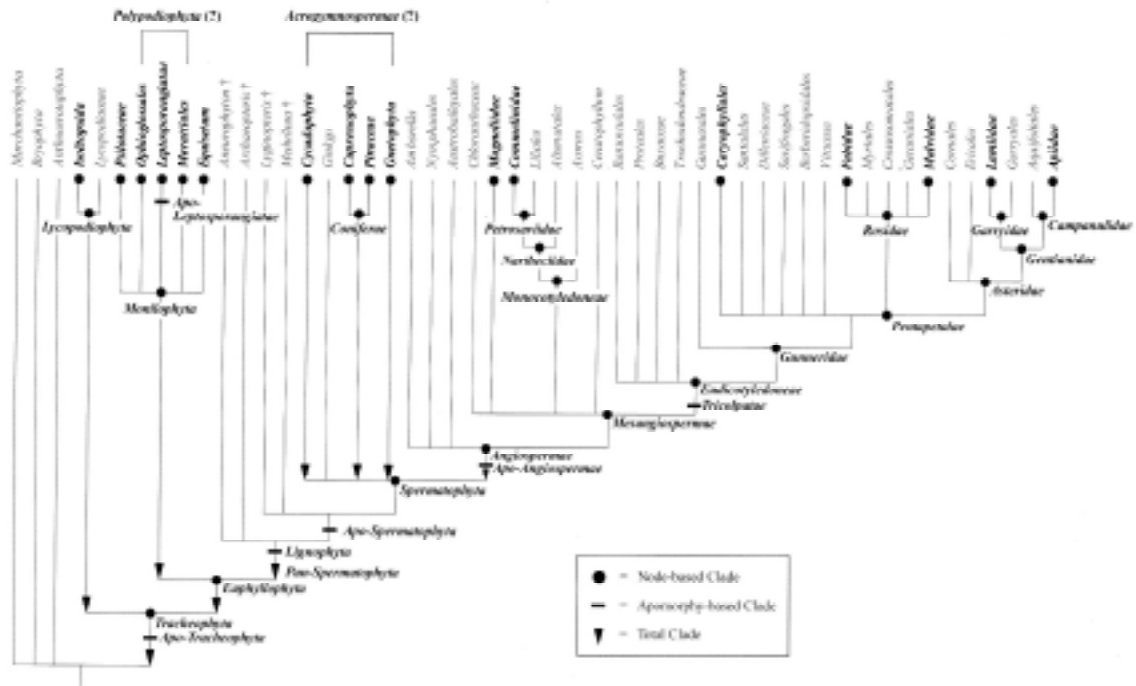 Polypodiophyta (?)
Acrogymnospermae (?)
Marchantiophyta
Bryophyta
Anthocerotophyta
Isoëtopsida
Lycopodiaceae
Psilotaceae
Ophioglossales
Leptosporangiatae
Marattiales
Equisetum
Aneurophyton †
Archaeopteris †
Lyginopteris †
Medullosa †
Cycadophyta
Ginkgo
Cupressophyta
Pinaceae
Gnetophyta
Amborella
Nymphaeales
Austrobaileyales
Chloranthaceae
Magnoliidae
Commelinidae
Liliales
Acorus
Ceratophyllum
Ranunculales
Proteales
Buxaceae
Trochodendraceae
Gunnerales
Caryophyllales
Santalales
Dilleniaceae
Saxifragales
Berberidopsidales
Vitaceae
Fabidae
Myrtales
Crossosomatales
Geraniales
Malvidae
Cornales
Ericales
Lamiidae
Garryales
Aquifoliales
Apiidae
Apo-
Leptosporangiatae
Lycopodiophyta
Coniferae
Petrosaviidae
Rosidae
Garryidae
Campanulidae
Nartheciidae
Gentianidae
Monocotyledoneae
Asteridae
Monilophyta
Pentapetalae
Gunneridae
Eudicotyledoneae
Tricolpatae
Mesangiospermae
Angiospermae
Apo-Angiospermae
Spermatophyta
Apo-Spermatophyta
Lignophyta
Pan-Spermatophyta
Euphyllophyta
Tracheophyta
Apo-Tracheophyta
= Node-based Clade
= Apomorphy-based Clade
= Total Clade